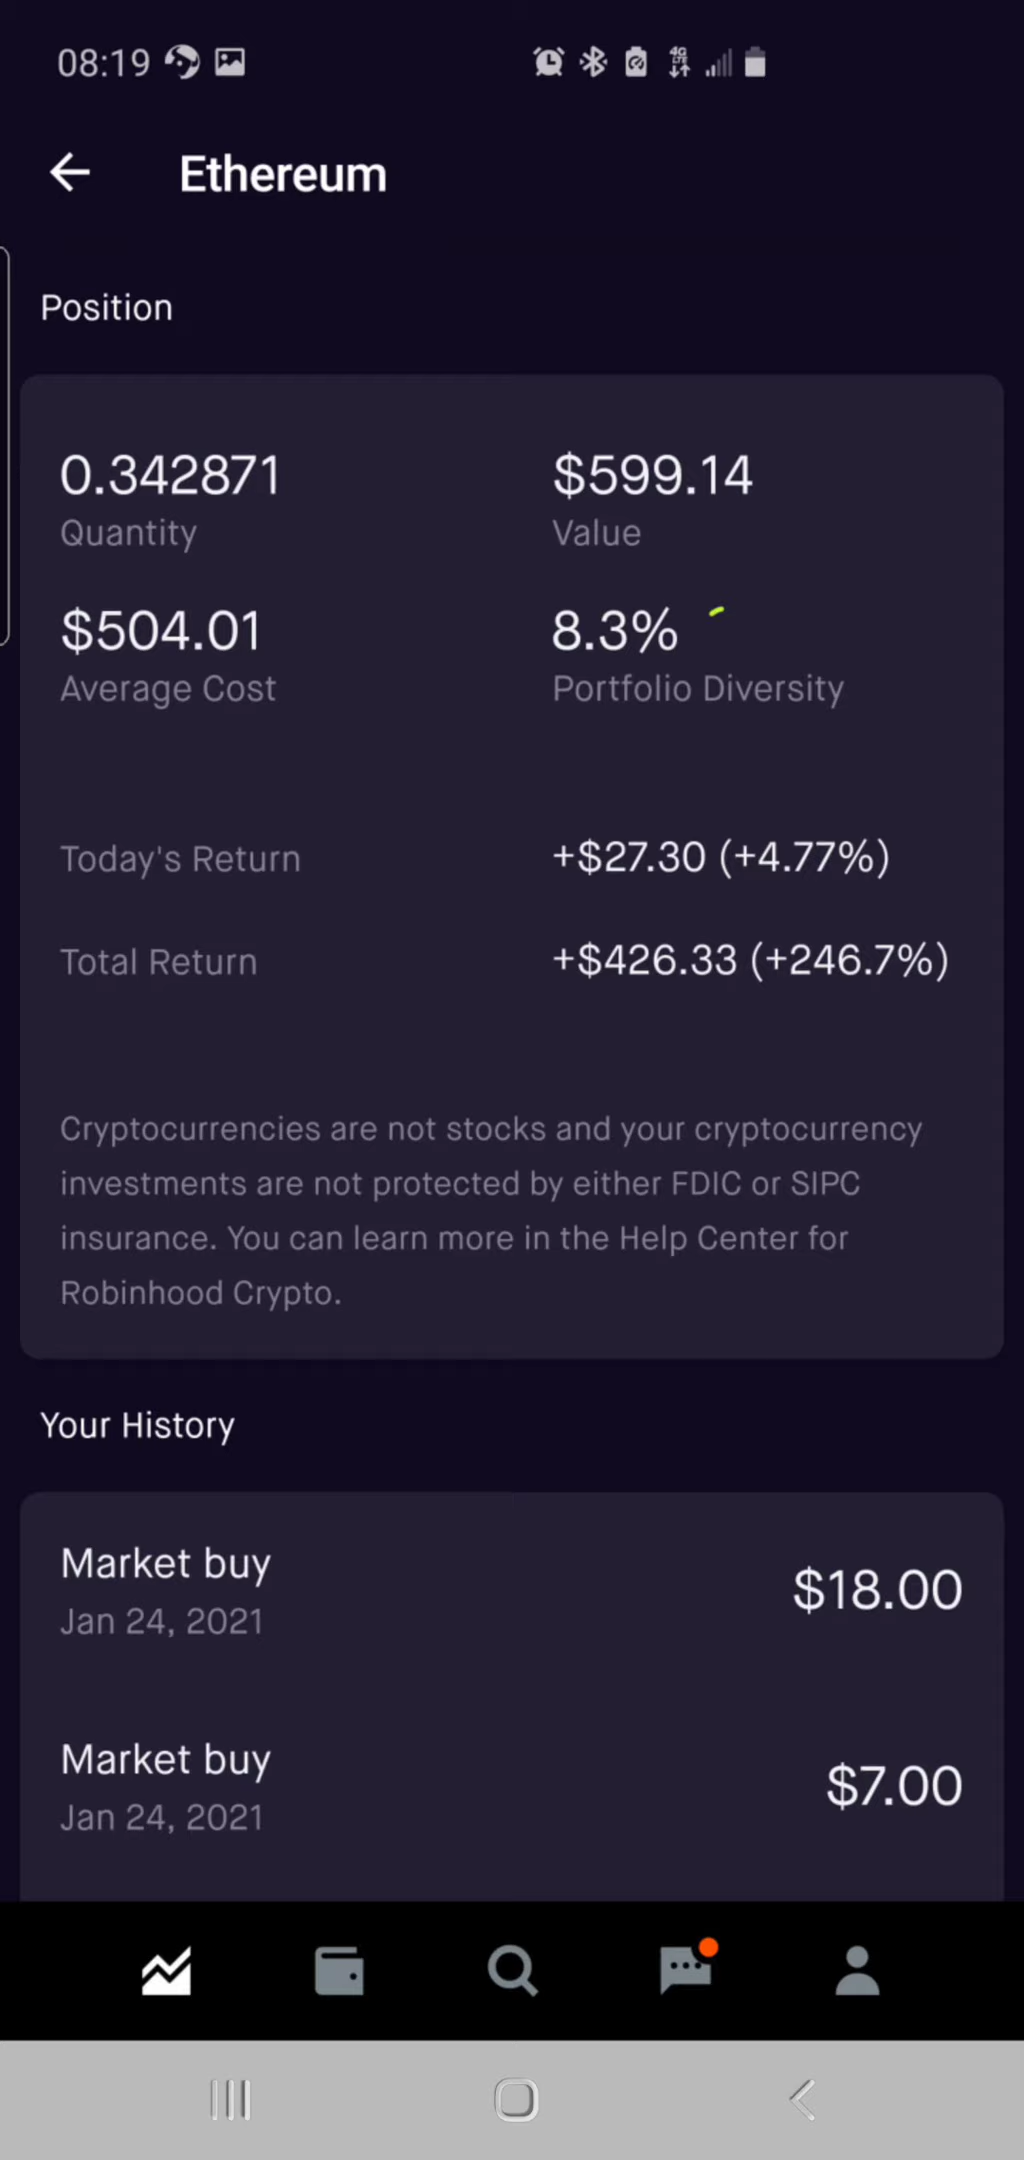 08:19
Ethereum
Position
0.342871 $599.14
Quantity Value
$504.01 8.3%
Average Cost Portfolio Diversity
Today's Return +$27.30 (+4.77%)
Total Return +$426.33 (+246.7%)
Cryptocurrencies are not stocks and your cryptocurrency
investments are not protected by either FDIC or SIPC
insurance. You can learn more in the Help Center for
Robinhood Crypto.
Your History
Market buy
Jan 24, 2021
$18.00
Market buy
Jan 24, 2021
$7.00